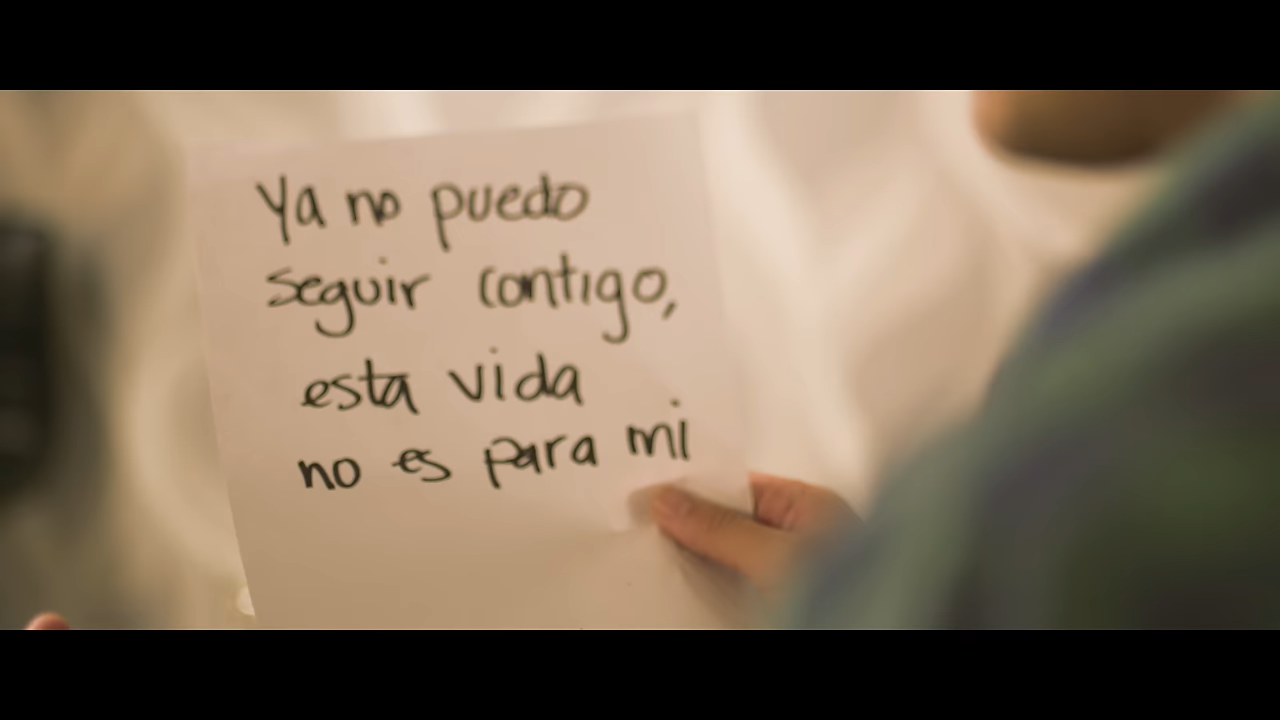 Ya no puedo
seguir contigo,
esta vida
no es para mi